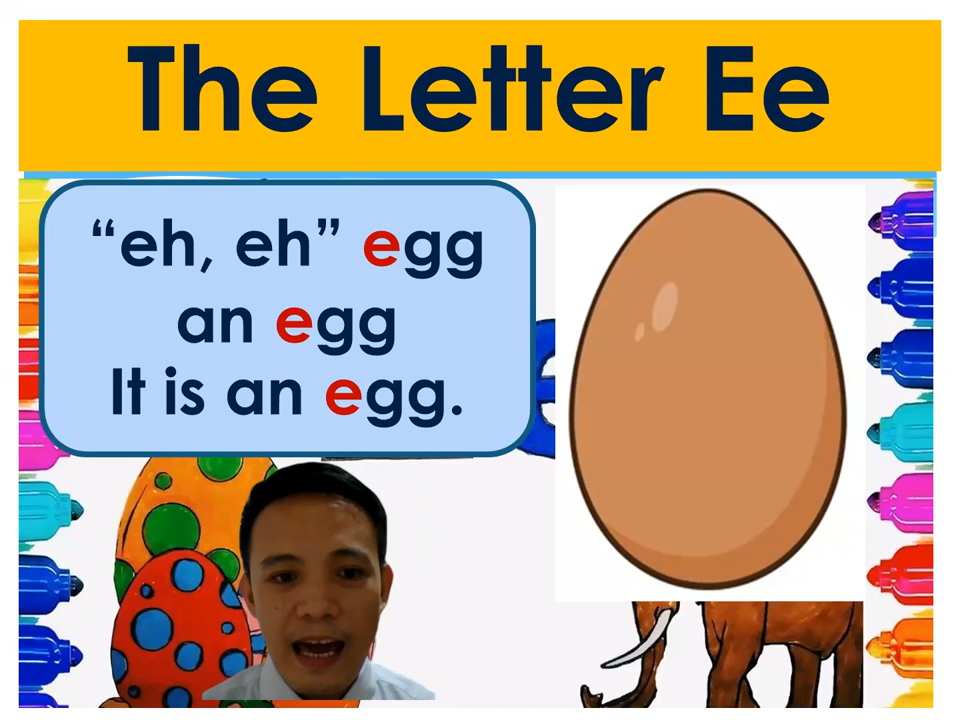 The Letter Ee
“eh, eh” egg
an egg
It is an egg.